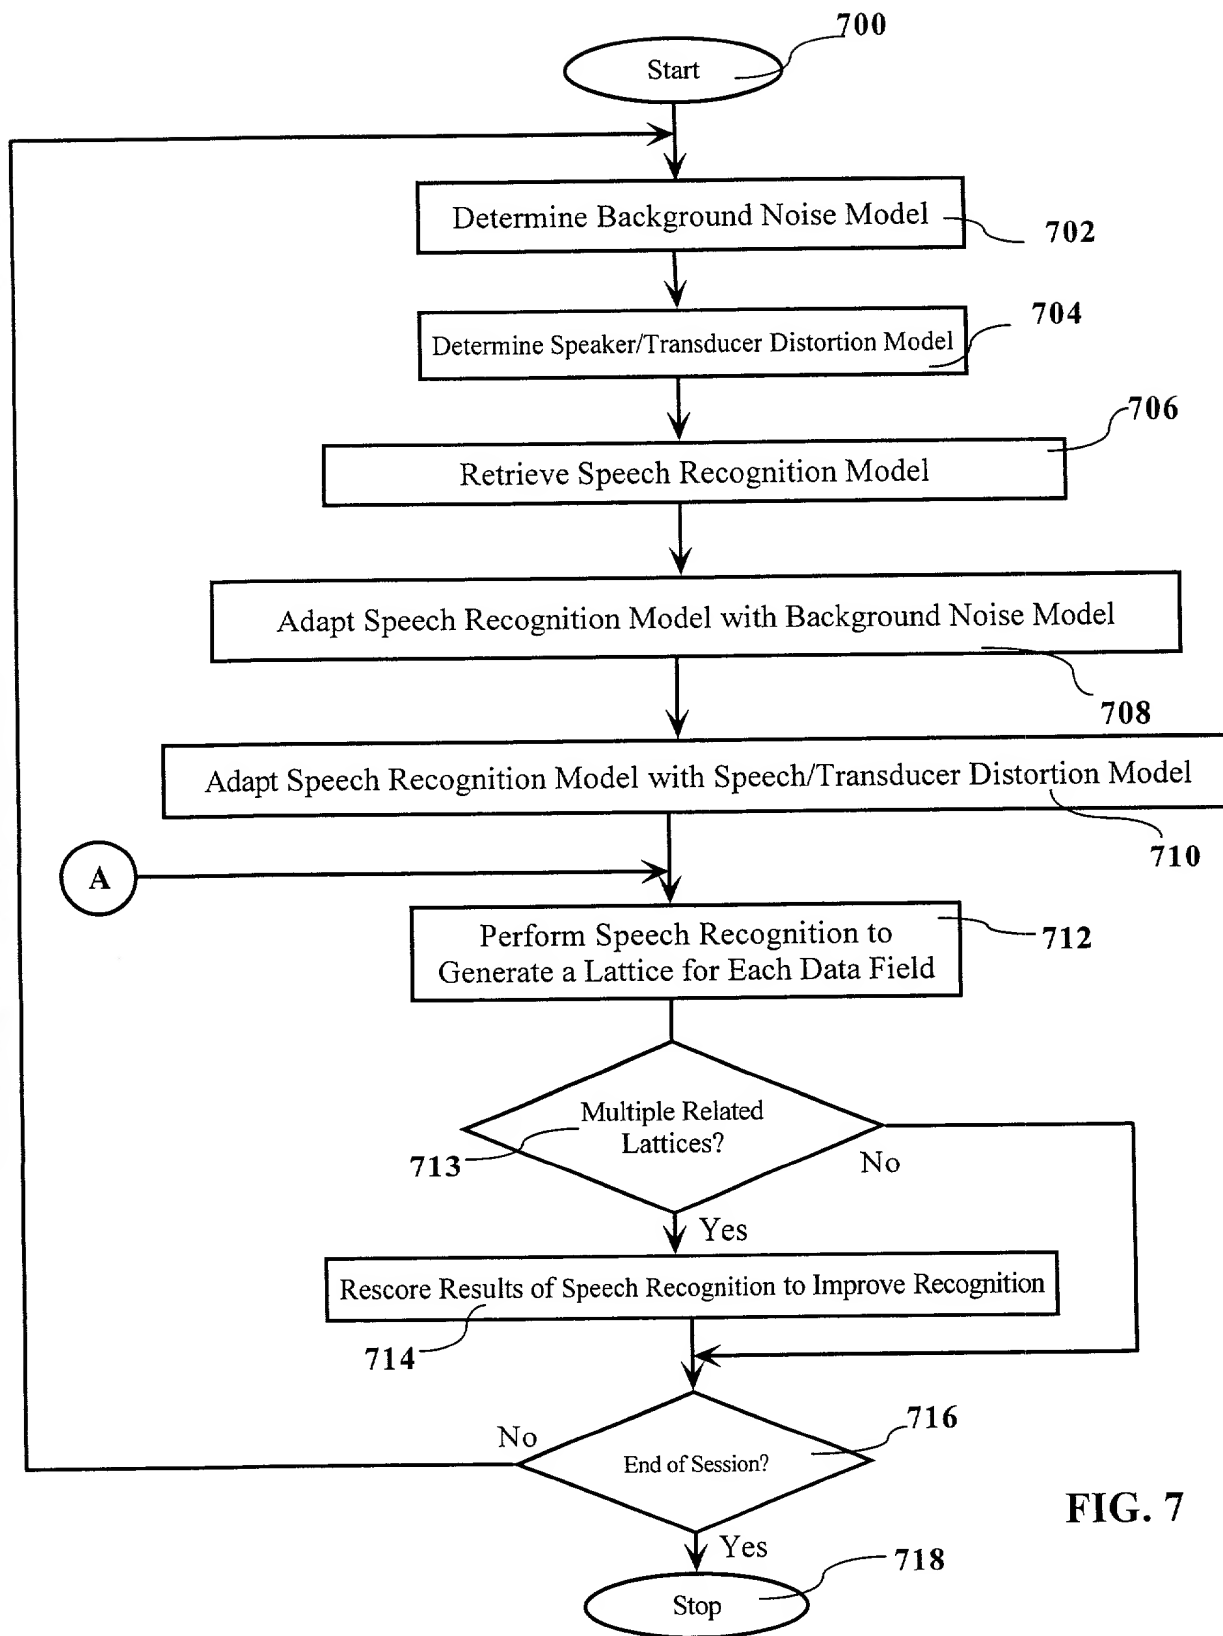 700
Start
Determine Background Noise Model
702
704
Determine Speaker/Transducer Distortion Model
706
Retrieve Speech Recognition Model
Adapt Speech Recognition Model with Background Noise Model
708
Adapt Speech Recognition Model with Speech/Transducer Distortion Model
710
A
Perform Speech Recognition to
Generate a Lattice for Each Data Field
712
Multiple Related
Lattices?
713
No
Yes
Rescore Results of Speech Recognition to Improve Recognition
714
716
No
End of Session?
FIG. 7
Yes
718
Stop